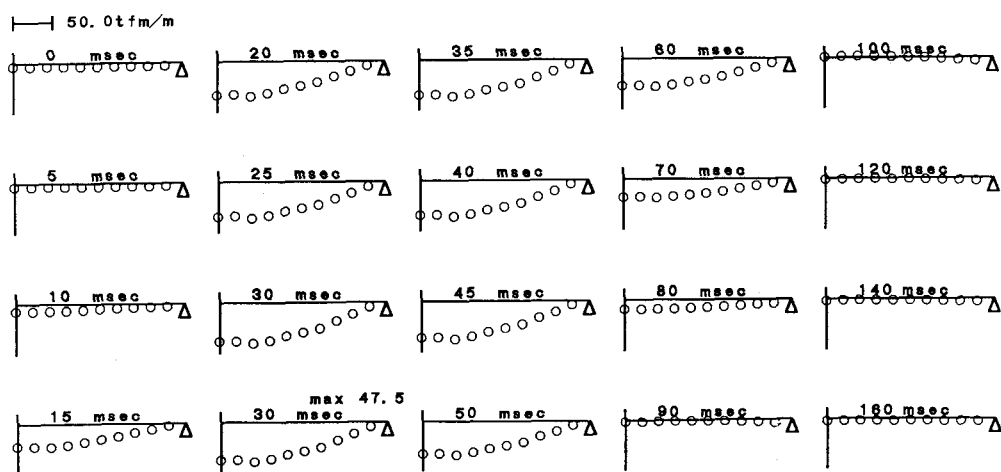 50.0tfm/m
0 msec
20 msec
35 msec
60 msec
100 msec
5 msec
25 msec
40 msec
70 msec
120 msec
10 msec
30 msec
45 msec
80 msec
140 msec
max 47.5
15 msec
30 msec
50 msec
90 msec
160 msec